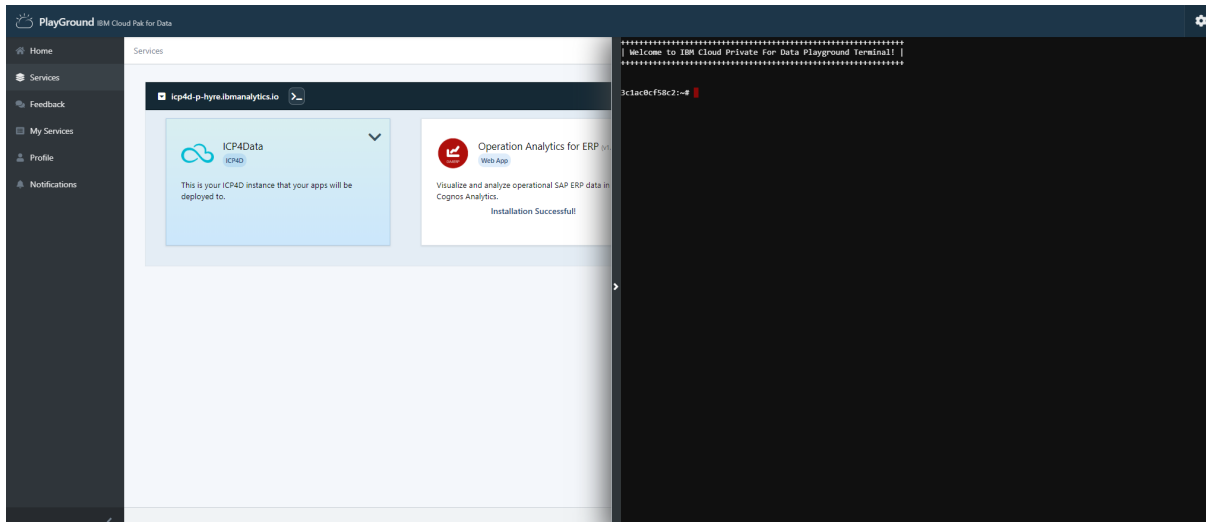 PlayGround IBM Cloud Pak for Data
Home
Services
Feedback
My Services
Profile
Notifications
Services
icp4d-p-hyre.ibmanalytics.io
ICP4Data
ICP4D
This is your ICP4D instance that your apps will be
deployed to.
Operation Analytics for ERP (v1.
Web App
Visualize and analyze operational SAP ERP data in
Cognos Analytics.
Installation Successful!
++++++++++++++++++++++++++++++++++++++++++++++++++++++++++++++
| Welcome to IBM Cloud Private For Data Playground Terminal! |
++++++++++++++++++++++++++++++++++++++++++++++++++++++++++++++
3c1ac0cf58c2:~#